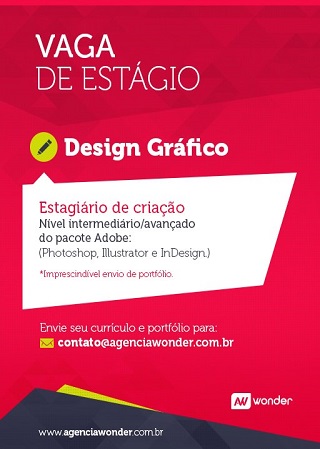 VAGA
DE ESTÁGIO
Design Gráfico
Estagiário de criação
Nível intermediário/avançado
do pacote Adobe:
(Photoshop, Illustrator e InDesign.)
*Imprescindível envio de portfólio.
Envie seu currículo e portfólio para:
contato@agenciawonder.com.br
wonder
www.agenciawonder.com.br